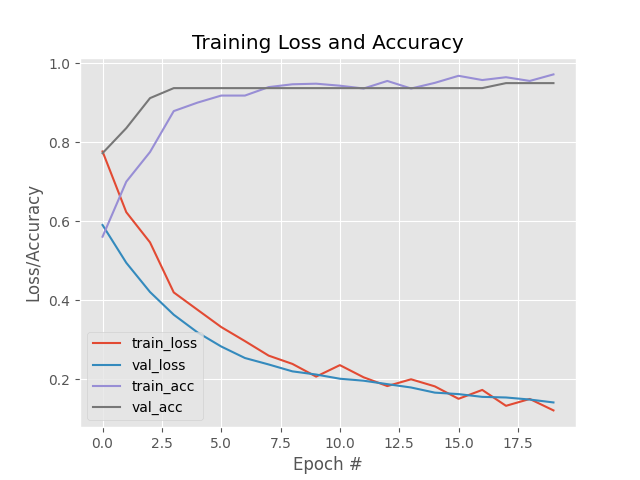 Training Loss and Accuracy
1.0
0.8
0.6
0.4
0.2
Loss/Accuracy
train_loss
val_loss
train_acc
val_acc
0.0 2.5 5.0 7.5 10.0 12.5 15.0 17.5
Epoch #